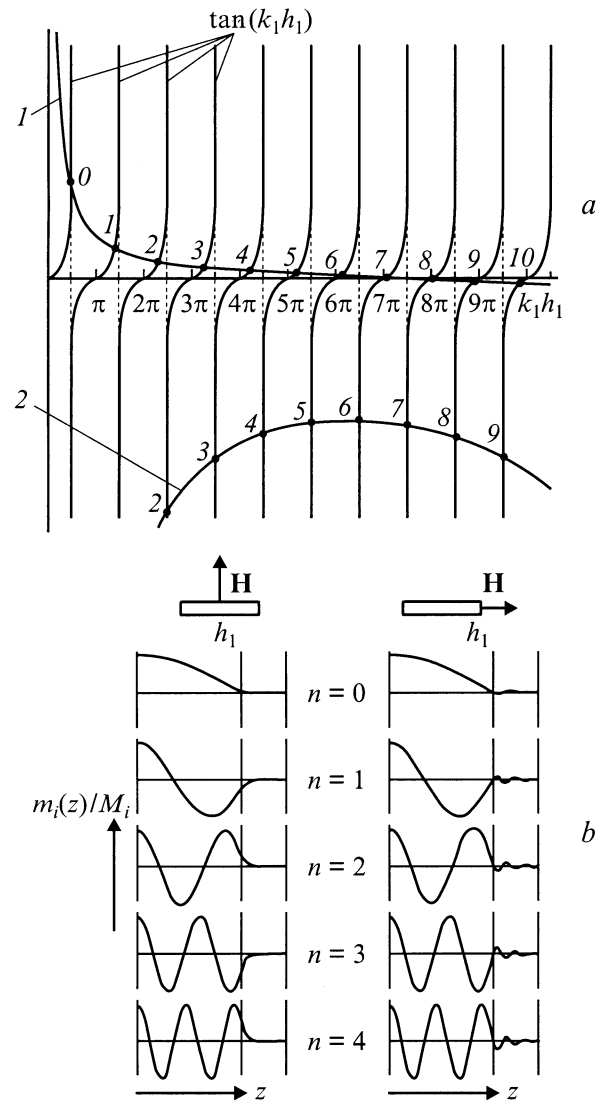 tan(k₁h₁)
1
0
1 2 3 4 5 6 7 8 9 10
a
π 2π 3π 4π 5π 6π 7π 8π 9π k₁h₁
2
2 3 4 5 6 7 8 9
H H
h₁ h₁
n = 0
n = 1
mᵢ(z)/Mᵢ
n = 2
b
n = 3
n = 4
z z